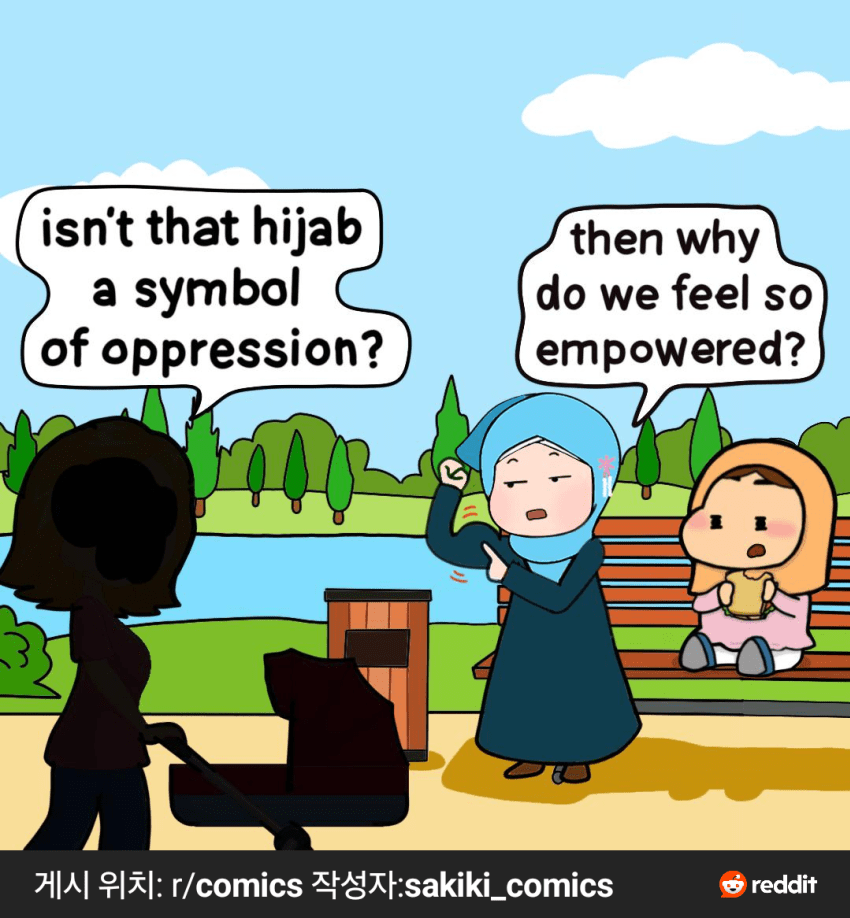 isn't that hijab
a symbol
of oppression?
then why
do we feel so
empowered?
게시 위치: r/comics 작성자:sakiki_comics
reddit